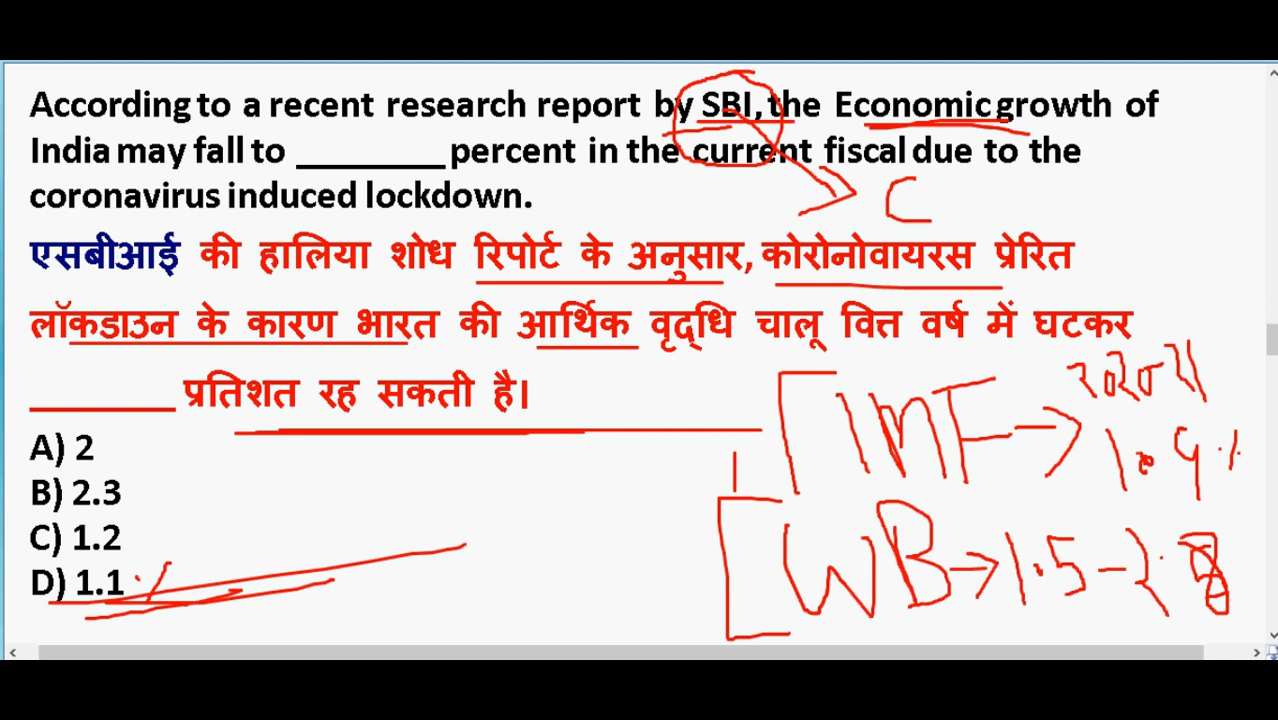 According to a recent research report by SBI, the Economic growth of
India may fall to ________ percent in the current fiscal due to the
coronavirus induced lockdown.
C
एसबीआई की हालिया शोध रिपोर्ट के अनुसार, कोरोनोवायरस प्रेरित
लॉकडाउन के कारण भारत की आर्थिक वृद्धि चालू वित्त वर्ष में घटकर
________ प्रतिशत रह सकती है।
2020-21
IMF → 1.9%
A) 2
B) 2.3
C) 1.2
D) 1.1 %
WB → 1.5 - 2.8